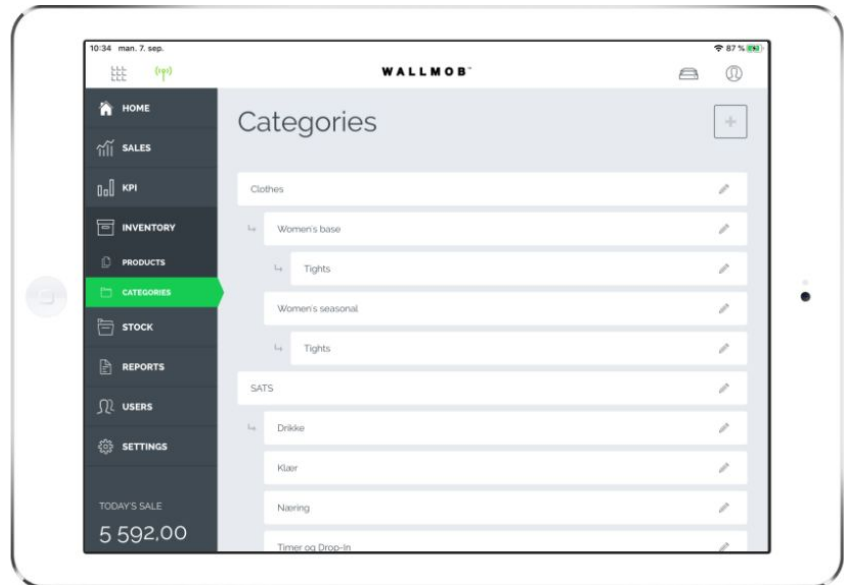 10:34 man. 7. sep.
87 %
WALLMOB™
HOME
SALES
KPI
INVENTORY
PRODUCTS
CATEGORIES
STOCK
REPORTS
USERS
SETTINGS
TODAY'S SALE
5 592,00
Categories
Clothes
Women's base
Tights
Women's seasonal
Tights
SATS
Drikke
Klær
Næring
Timer og Drop-In